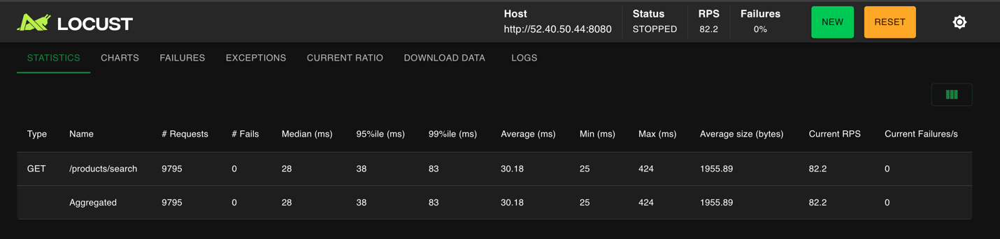 LOCUST
Host Status RPS Failures
http://52.40.50.44:8080 STOPPED 82.2 0%
NEW RESET
STATISTICS CHARTS FAILURES EXCEPTIONS CURRENT RATIO DOWNLOAD DATA LOGS
Type Name # Requests # Fails Median (ms) 95%ile (ms) 99%ile (ms) Average (ms) Min (ms) Max (ms) Average size (bytes) Current RPS Current Failures/s
GET /products/search 9795 0 28 38 83 30.18 25 424 1955.89 82.2 0
Aggregated 9795 0 28 38 83 30.18 25 424 1955.89 82.2 0